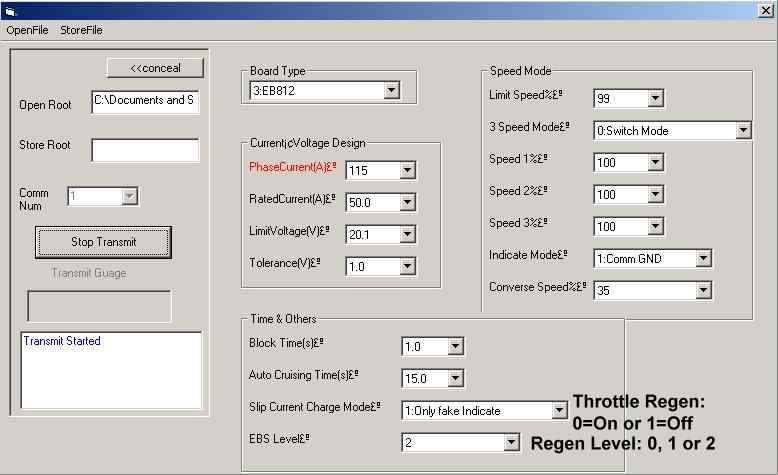 OpenFile StoreFile
<<conceal
Open Root C:\Documents and S
Store Root
Comm Num 1
Stop Transmit
Transmit Guage
Transmit Started
Board Type
3:EB812
Current¡¢Voltage Design
PhaseCurrent(A)£º 115
RatedCurrent(A)£º 50.0
LimitVoltage(V)£º 20.1
Tolerance(V)£º 1.0
Speed Mode
Limit Speed%£º 99
3 Speed Mode£º 0:Switch Mode
Speed 1%£º 100
Speed 2%£º 100
Speed 3%£º 100
Indicate Mode£º 1:Comm GND
Converse Speed%£º 35
Time & Others
Block Time(s)£º 1.0
Auto Cruising Time(s)£º 15.0
Slip Current Charge Mode£º 1:Only fake Indicate
EBS Level£º 2
Throttle Regen:
0=On or 1=Off
Regen Level: 0, 1 or 2